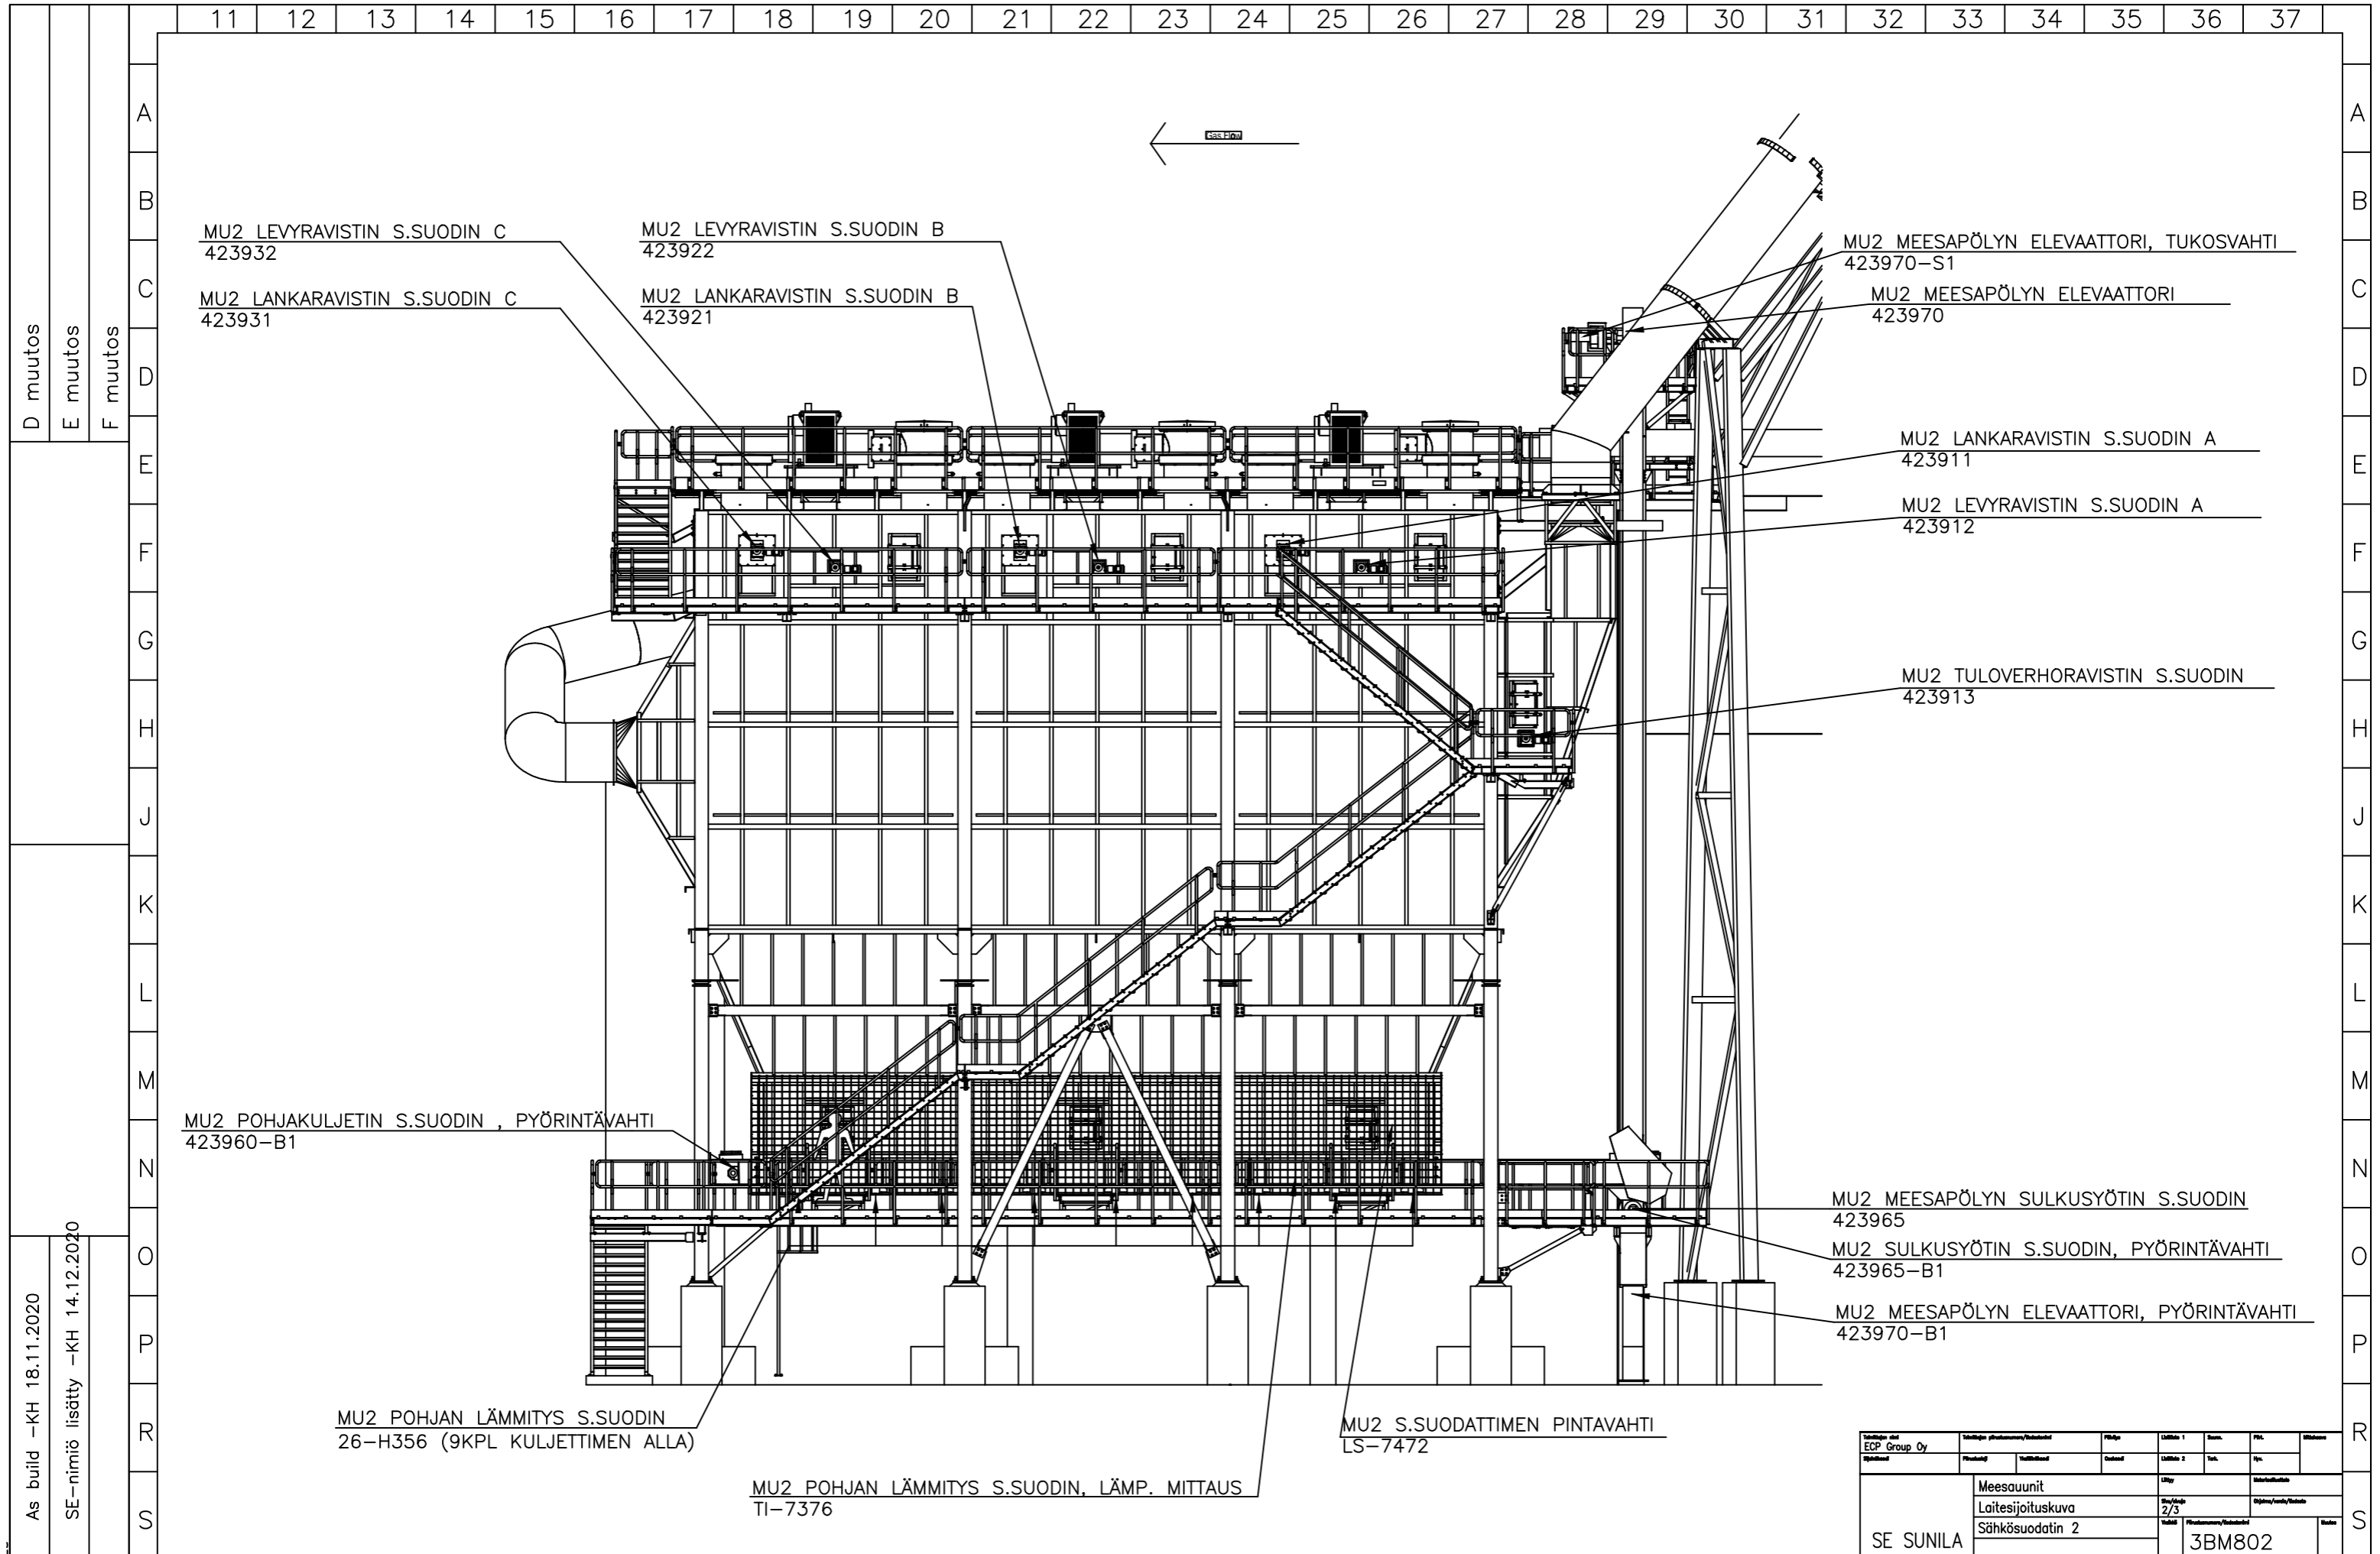 11 12 13 14 15 16 17 18 19 20 21 22 23 24 25 26 27 28 29 30 31 32 33 34 35 36 37
A A
B B
C C
D D
E E
F F
G G
H H
J J
K K
L L
M M
N N
O O
P P
R R
S S
D muutos
E muutos
F muutos
As build -KH 18.11.2020
SE-nimiö lisätty -KH 14.12.2020
Gas Flow
MU2 LEVYRAVISTIN S.SUODIN C
423932
MU2 LANKARAVISTIN S.SUODIN C
423931
MU2 LEVYRAVISTIN S.SUODIN B
423922
MU2 LANKARAVISTIN S.SUODIN B
423921
MU2 MEESAPÖLYN ELEVAATTORI, TUKOSVAHTI
423970-S1
MU2 MEESAPÖLYN ELEVAATTORI
423970
MU2 LANKARAVISTIN S.SUODIN A
423911
MU2 LEVYRAVISTIN S.SUODIN A
423912
MU2 TULOVERHORAVISTIN S.SUODIN
423913
MU2 POHJAKULJETIN S.SUODIN , PYÖRINTÄVAHTI
423960-B1
MU2 MEESAPÖLYN SULKUSYÖTIN S.SUODIN
423965
MU2 SULKUSYÖTIN S.SUODIN, PYÖRINTÄVAHTI
423965-B1
MU2 MEESAPÖLYN ELEVAATTORI, PYÖRINTÄVAHTI
423970-B1
MU2 POHJAN LÄMMITYS S.SUODIN
26-H356 (9KPL KULJETTIMEN ALLA)
MU2 S.SUODATTIMEN PINTAVAHTI
LS-7472
MU2 POHJAN LÄMMITYS S.SUODIN, LÄMP. MITTAUS
TI-7376
ECP Group Oy
Meesauunit
Laitesijoituskuva
2/3
Sähkösuodatin 2
SE SUNILA
3BM802